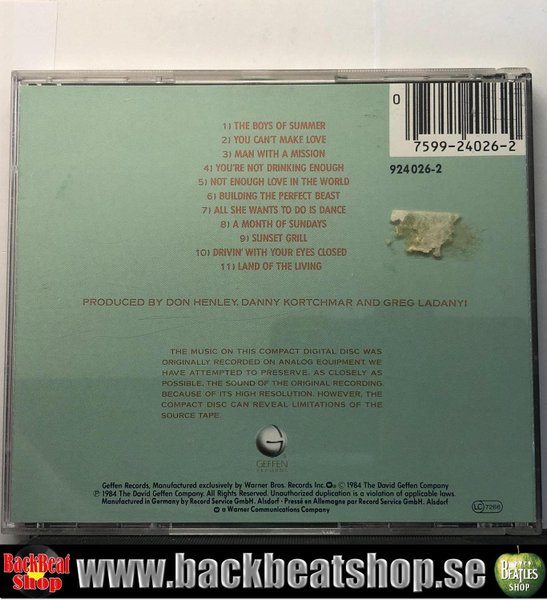 0
7599-24026-2
924 026-2
1) THE BOYS OF SUMMER
2) YOU CAN'T MAKE LOVE
3) MAN WITH A MISSION
4) YOU'RE NOT DRINKING ENOUGH
5) NOT ENOUGH LOVE IN THE WORLD
6) BUILDING THE PERFECT BEAST
7) ALL SHE WANTS TO DO IS DANCE
8) A MONTH OF SUNDAYS
9) SUNSET GRILL
10) DRIVIN' WITH YOUR EYES CLOSED
11) LAND OF THE LIVING
PRODUCED BY DON HENLEY, DANNY KORTCHMAR AND GREG LADANYI
THE MUSIC ON THIS COMPACT DIGITAL DISC WAS
ORIGINALLY RECORDED ON ANALOG EQUIPMENT. WE
HAVE ATTEMPTED TO PRESERVE, AS CLOSELY AS
POSSIBLE, THE SOUND OF THE ORIGINAL RECORDING.
BECAUSE OF ITS HIGH RESOLUTION, HOWEVER, THE
COMPACT DISC CAN REVEAL LIMITATIONS OF THE
SOURCE TAPE.
G
GEFFEN
RECORDS
Geffen Records, Manufactured exclusively by Warner Bros. Records Inc. © 1984 The David Geffen Company
℗ 1984 The David Geffen Company. All Rights Reserved. Unauthorized duplication is a violation of applicable laws.
Manufactured in Germany by Record Service GmbH, Alsdorf · Pressé en Allemagne par Record Service GmbH, Alsdorf
a Warner Communications Company
LC 7266
BackBeat
Shop
www.backbeatshop.se
BEATLES
SHOP